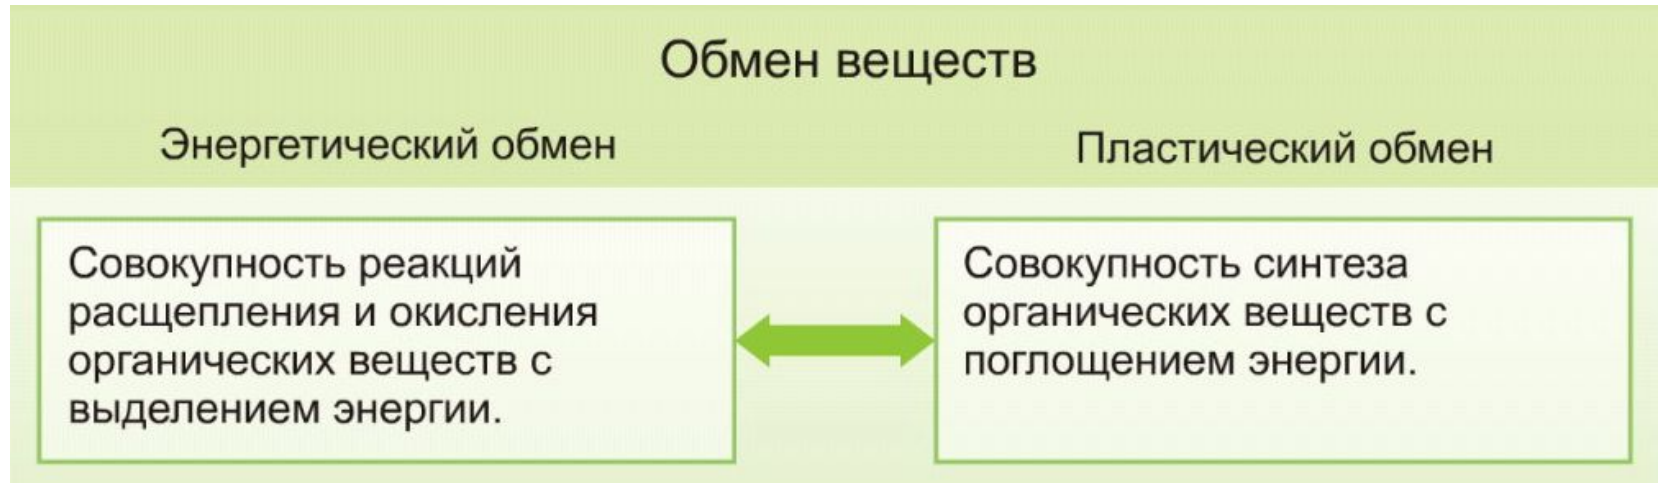 Обмен веществ
Энергетический обмен
Пластический обмен
Совокупность реакций
расщепления и окисления
органических веществ с
выделением энергии.
Совокупность синтеза
органических веществ с
поглощением энергии.